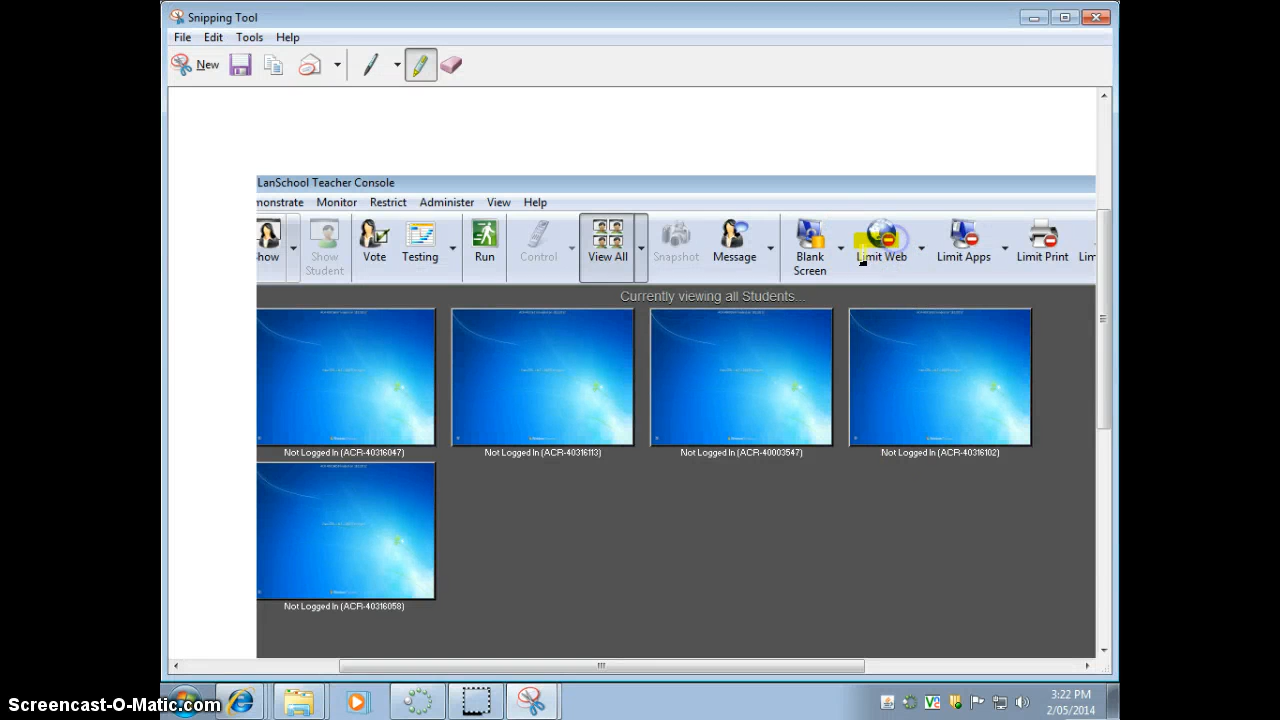 Snipping Tool
File Edit Tools Help
New
LanSchool Teacher Console
monstrate Monitor Restrict Administer View Help
Show Show Student Vote Testing Run Control View All Snapshot Message Blank Screen Limit Web Limit Apps Limit Print Lim
Currently viewing all Students...
Not Logged In (ACR-40316047) Not Logged In (ACR-40316113) Not Logged In (ACR-40003547) Not Logged In (ACR-40316102)
Not Logged In (ACR-40316058)
3:22 PM
2/05/2014
Screencast-O-Matic.com